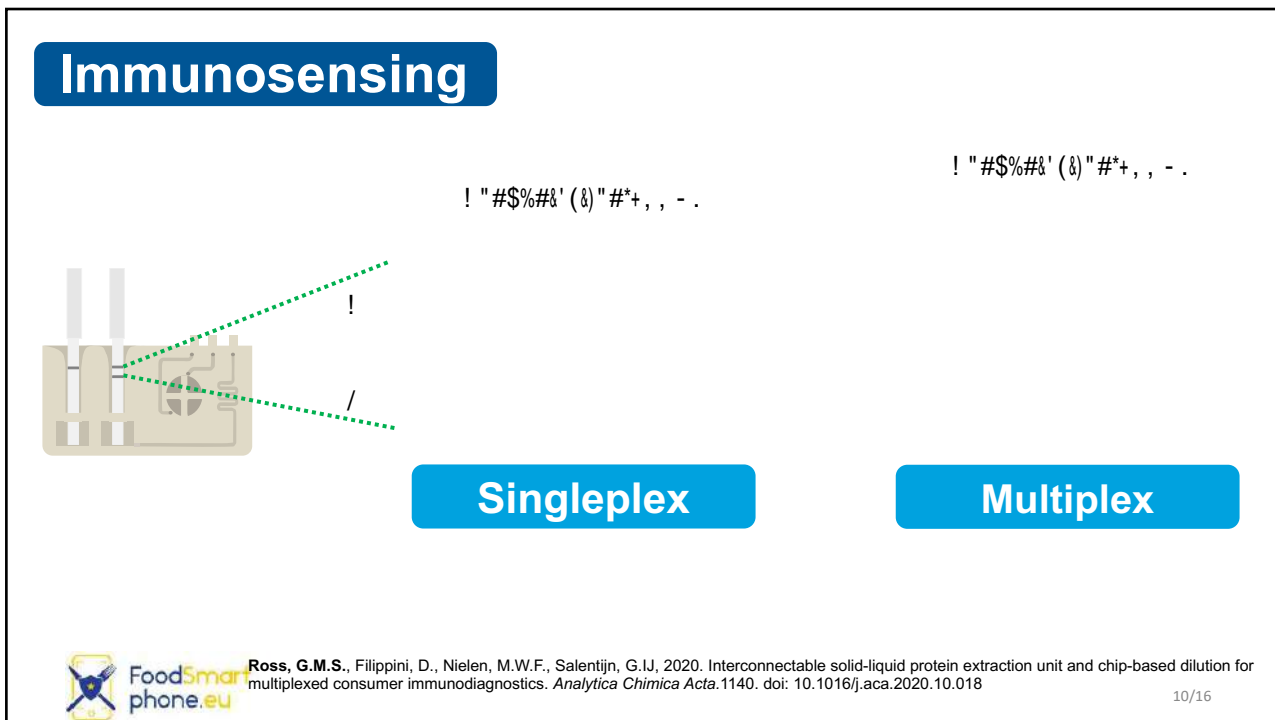 Immunosensing
! "#$%#&'(&)"#*+, , - .
! "#$%#&'(&)"#*+, , - .
!
/
Singleplex
Multiplex
FoodSmart
phone.eu
Ross, G.M.S., Filippini, D., Nielen, M.W.F., Salentijn, G.IJ, 2020. Interconnectable solid-liquid protein extraction unit and chip-based dilution for
multiplexed consumer immunodiagnostics. Analytica Chimica Acta.1140. doi: 10.1016/j.aca.2020.10.018
10/16